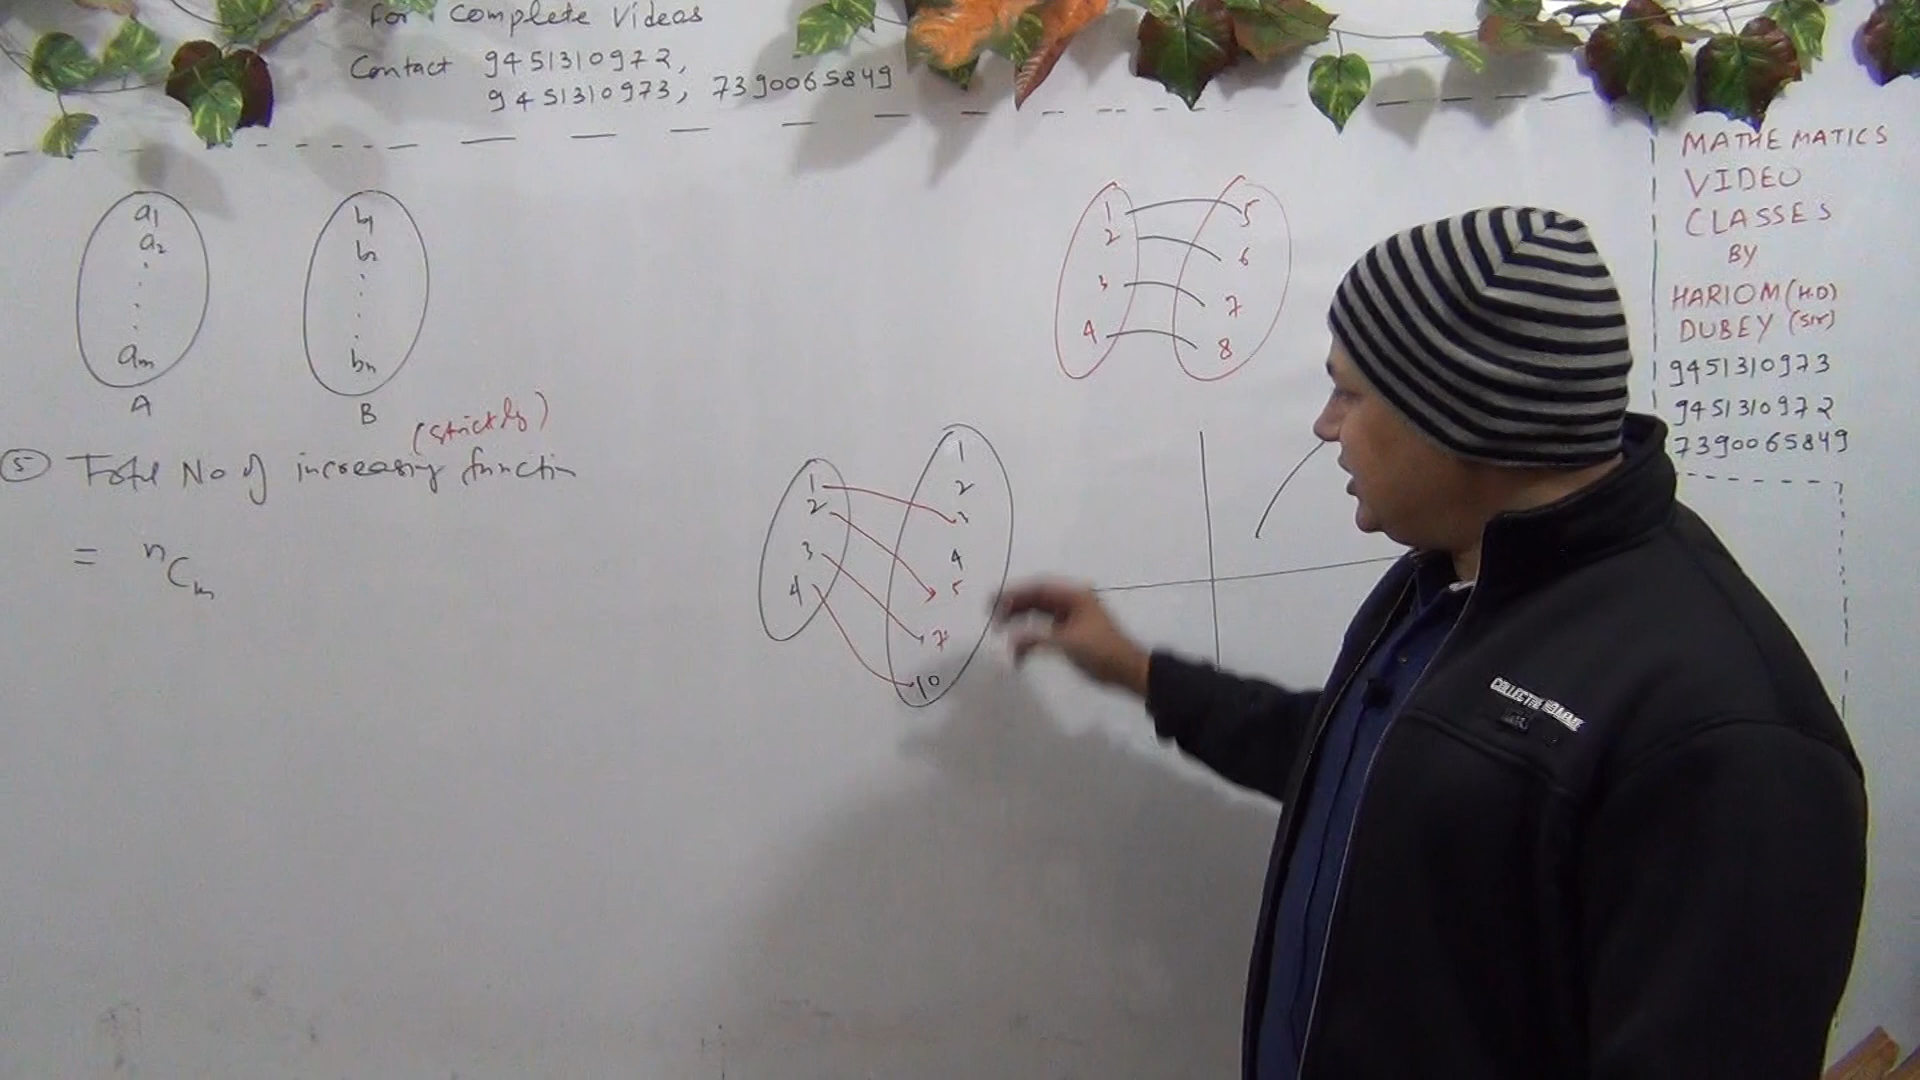 For Complete Videos
Contact 9451310972,
9451310973, 7390065849
MATHEMATICS
VIDEO
CLASSES
BY
HARIOM (H.D)
DUBEY (Sir)
9451310973
9451310972
7390065849
a1
a2
am
A
b1
b2
bn
B
(strictly)
5 Total No of increasing function
= nCm
1
2
3
4
5
6
7
8
1
2
3
4
1
2
3
4
5
7
10